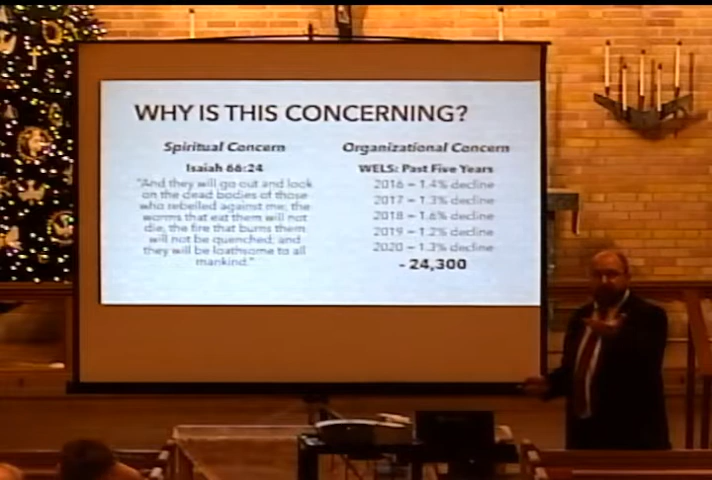 WHY IS THIS CONCERNING?
Spiritual Concern
Isaiah 66:24
"And they will go out and look
on the dead bodies of those
who rebelled against me; the
worms that eat them will not
die, the fire that burns them
will not be quenched, and
they will be loathsome to all
mankind."
Organizational Concern
WELS: Past Five Years
2016 – 1.4% decline
2017 – 1.3% decline
2018 – 1.6% decline
2019 – 1.2% decline
2020 – 1.3% decline
- 24,300